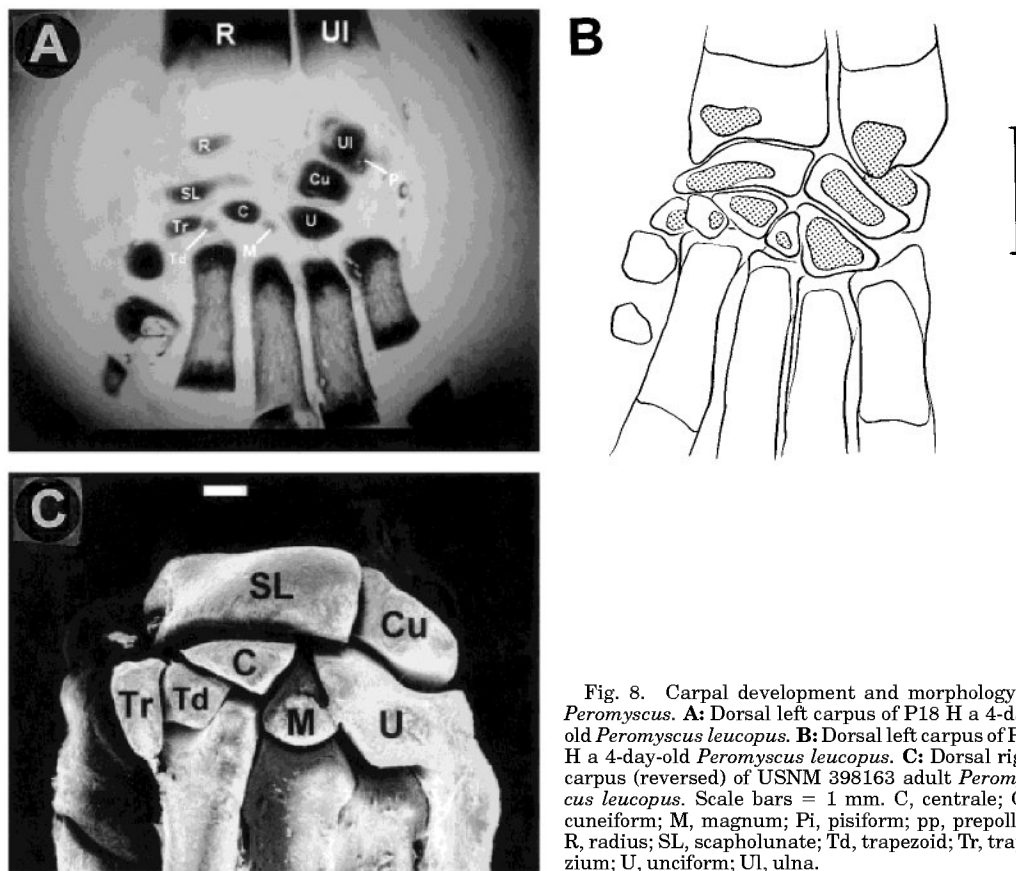 A
R Ul
R Ul
P
SL Cu
Tr C U
Td M
B
C
SL
Cu
C
Tr Td
M U
Fig. 8. Carpal development and morphology
Peromyscus. A: Dorsal left carpus of P18 H a 4-da
old Peromyscus leucopus. B: Dorsal left carpus of P
H a 4-day-old Peromyscus leucopus. C: Dorsal rig
carpus (reversed) of USNM 398163 adult Perom
cus leucopus. Scale bars = 1 mm. C, centrale; C
cuneiform; M, magnum; Pi, pisiform; pp, prepoll
R, radius; SL, scapholunate; Td, trapezoid; Tr, tra
zium; U, unciform; Ul, ulna.